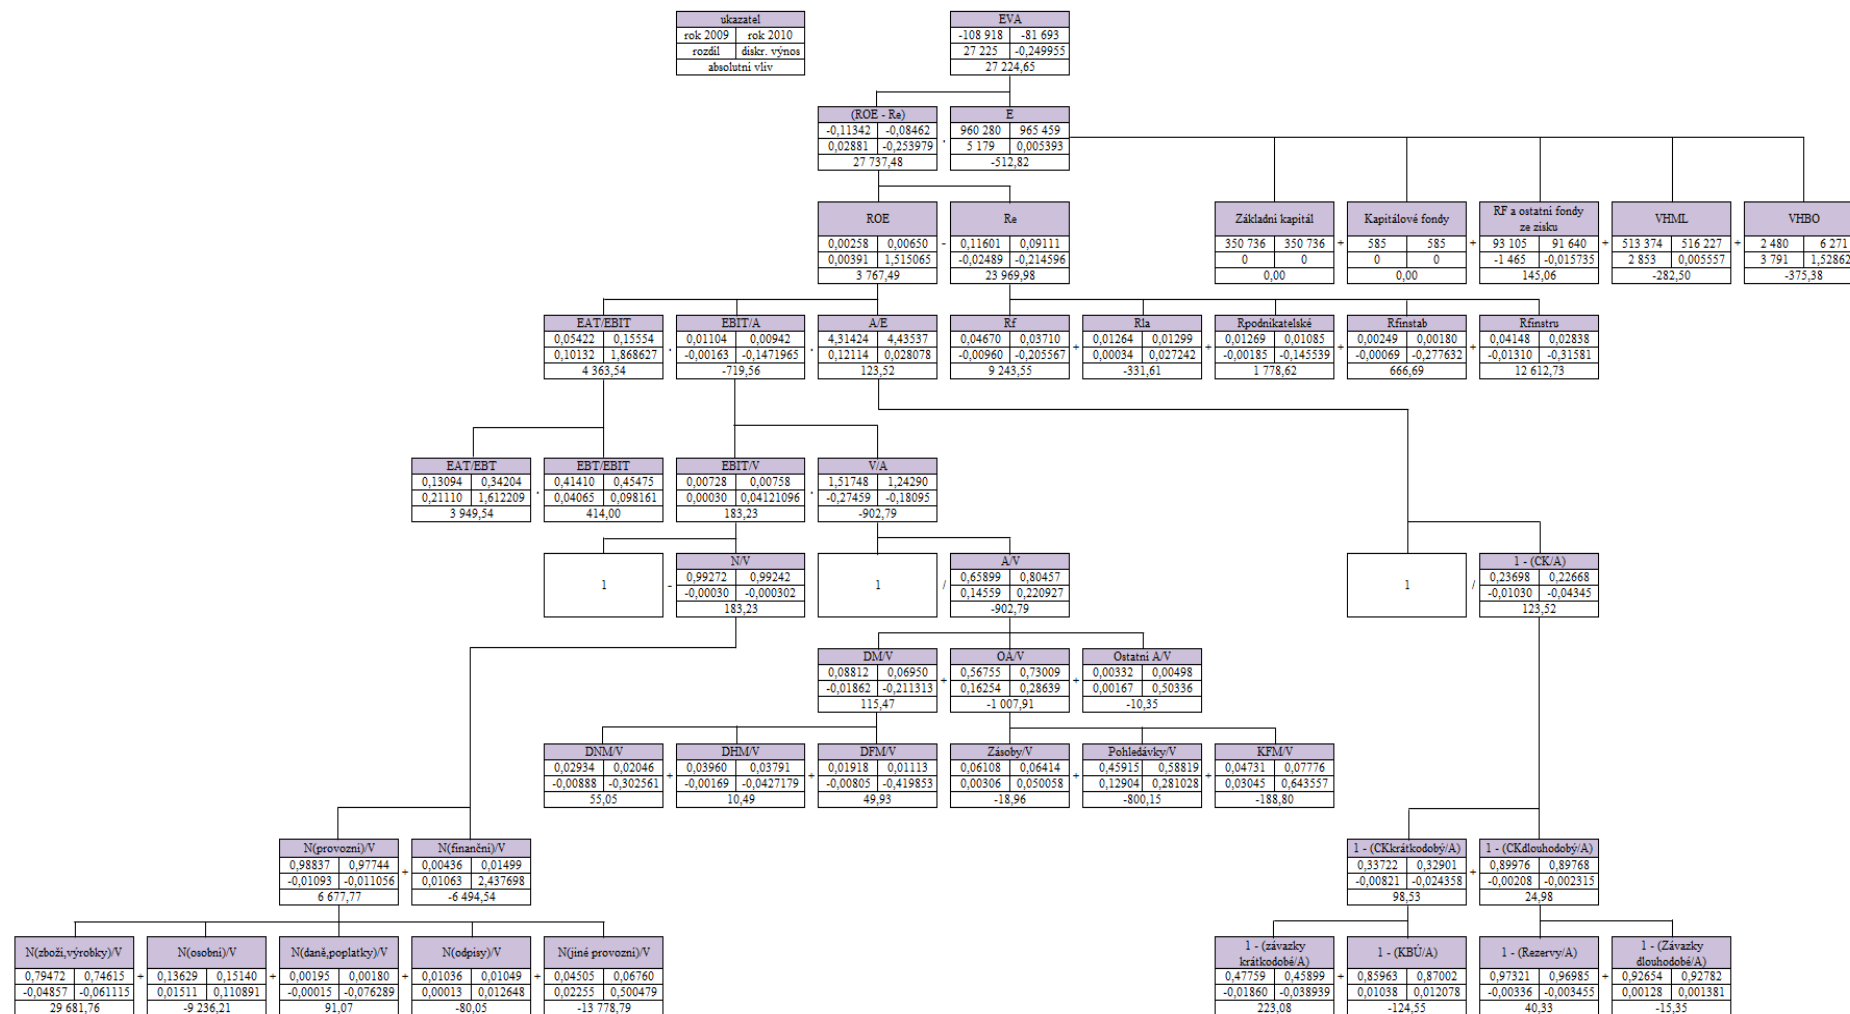 ukazatel
rok 2009 rok 2010
rozdíl diskr. výnos
absolutní vliv
EVA
-108 918 -81 693
27 225 -0,249955
27 224,65
(ROE - Re)
-0,11342 -0,08462
0,02881 -0,253979
27 737,48
.
E
960 280 965 459
5 179 0,005393
-512,82
ROE
0,00258 0,00650
0,00391 1,515065
3 767,49
-
Re
0,11601 0,09111
-0,02489 -0,214596
23 969,98
Základní kapitál
350 736 350 736
0 0
0,00
+
Kapitálové fondy
585 585
0 0
0,00
+
RF a ostatní fondy
ze zisku
93 105 91 640
-1 465 -0,015735
145,06
+
VHML
513 374 516 227
2 853 0,005557
-282,50
+
VHBO
2 480 6 271
3 791 1,52862
-375,38
EAT/EBIT
0,05422 0,15554
0,10132 1,868627
4 363,54
.
EBIT/A
0,01104 0,00942
-0,00163 -0,1471965
-719,56
.
A/E
4,31424 4,43537
0,12114 0,028078
123,52
Rf
0,04670 0,03710
-0,00960 -0,205567
9 243,55
+
Rla
0,01264 0,01299
0,00034 0,027242
-331,61
+
Rpodnikatelské
0,01269 0,01085
-0,00185 -0,145539
1 778,62
+
Rfinstab
0,00249 0,00180
-0,00069 -0,277632
666,69
+
Rfinstru
0,04148 0,02838
-0,01310 -0,31581
12 612,73
EAT/EBT
0,13094 0,34204
0,21110 1,612209
3 949,54
.
EBT/EBIT
0,41410 0,45475
0,04065 0,098161
414,00
EBIT/V
0,00728 0,00758
0,00030 0,04121096
183,23
.
V/A
1,51748 1,24290
-0,27459 -0,18095
-902,79
1
-
N/V
0,99272 0,99242
-0,00030 -0,000302
183,23
1
/
A/V
0,65899 0,80457
0,14559 0,220927
-902,79
1
/
1 - (CK/A)
0,23698 0,22668
-0,01030 -0,04345
123,52
DM/V
0,08812 0,06950
-0,01862 -0,211313
115,47
+
OA/V
0,56755 0,73009
0,16254 0,28639
-1 007,91
+
Ostatní A/V
0,00332 0,00498
0,00167 0,50336
-10,35
DNM/V
0,02934 0,02046
-0,00888 -0,302561
55,05
+
DHM/V
0,03960 0,03791
-0,00169 -0,0427179
10,49
+
DFM/V
0,01918 0,01113
-0,00805 -0,419853
49,93
Zásoby/V
0,06108 0,06414
0,00306 0,050058
-18,96
+
Pohledávky/V
0,45915 0,58819
0,12904 0,281028
-800,15
+
KFM/V
0,04731 0,07776
0,03045 0,643557
-188,80
N(provozní)/V
0,98837 0,97744
-0,01093 -0,011056
6 677,77
+
N(finanční)/V
0,00436 0,01499
0,01063 2,437698
-6 494,54
1 - (CKkrátkodobý/A)
0,33722 0,32901
-0,00821 -0,024358
98,53
+
1 - (CKdlouhodobý/A)
0,89976 0,89768
-0,00208 -0,002315
24,98
N(zboží,výrobky)/V
0,79472 0,74615
-0,04857 -0,061115
29 681,76
+
N(osobní)/V
0,13629 0,15140
0,01511 0,110891
-9 236,21
+
N(daně,poplatky)/V
0,00195 0,00180
-0,00015 -0,076289
91,07
+
N(odpisy)/V
0,01036 0,01049
0,00013 0,012648
-80,05
+
N(jiné provozní)/V
0,04505 0,06760
0,02255 0,500479
-13 778,79
1 - (závazky
krátkodobé/A)
0,47759 0,45899
-0,01860 -0,038939
223,08
+
1 - (KBÚ/A)
0,85963 0,87002
0,01038 0,012078
-124,55
1 - (Rezervy/A)
0,97321 0,96985
-0,00336 -0,003455
40,33
+
1 - (Závazky
dlouhodobé/A)
0,92654 0,92782
0,00128 0,001381
-15,35